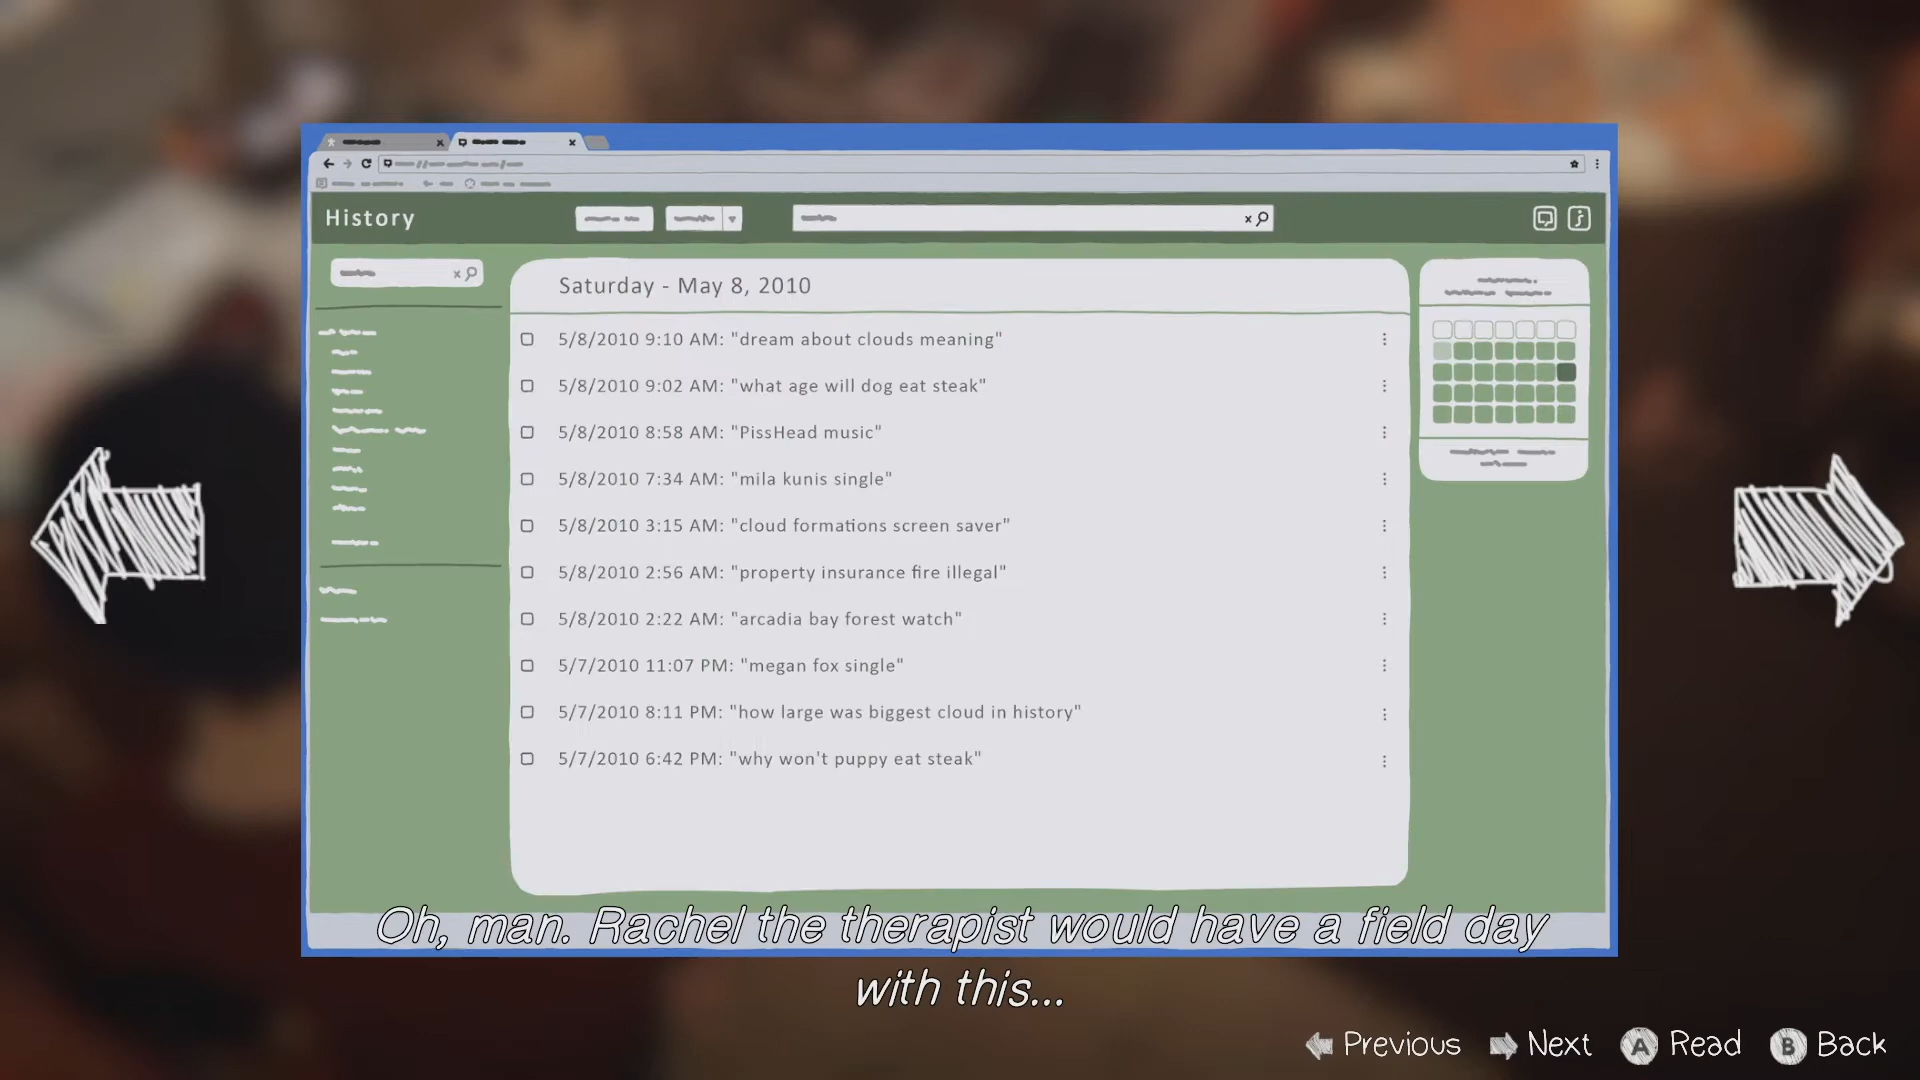 History
Saturday - May 8, 2010
5/8/2010 9:10 AM: "dream about clouds meaning"
5/8/2010 9:02 AM: "what age will dog eat steak"
5/8/2010 8:58 AM: "PissHead music"
5/8/2010 7:34 AM: "mila kunis single"
5/8/2010 3:15 AM: "cloud formations screen saver"
5/8/2010 2:56 AM: "property insurance fire illegal"
5/8/2010 2:22 AM: "arcadia bay forest watch"
5/7/2010 11:07 PM: "megan fox single"
5/7/2010 8:11 PM: "how large was biggest cloud in history"
5/7/2010 6:42 PM: "why won't puppy eat steak"
Oh, man. Rachel the therapist would have a field day
with this...
Previous Next A Read B Back